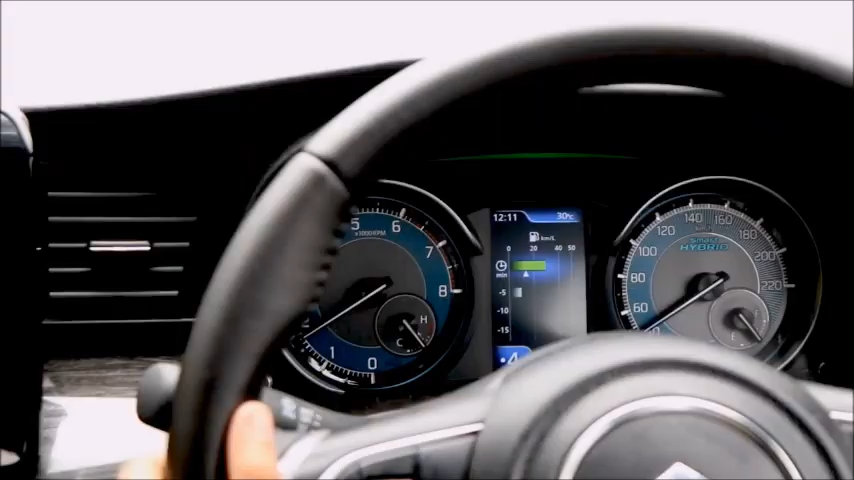 12:11 30°C
km/L
0 20 40 50
min
-5
-10
-15
4
5 6 7 8
x1000RPM
1 0
H
C
60 80 100 120 140 160 180 200 220
km/h
Smart
HYBRID
E